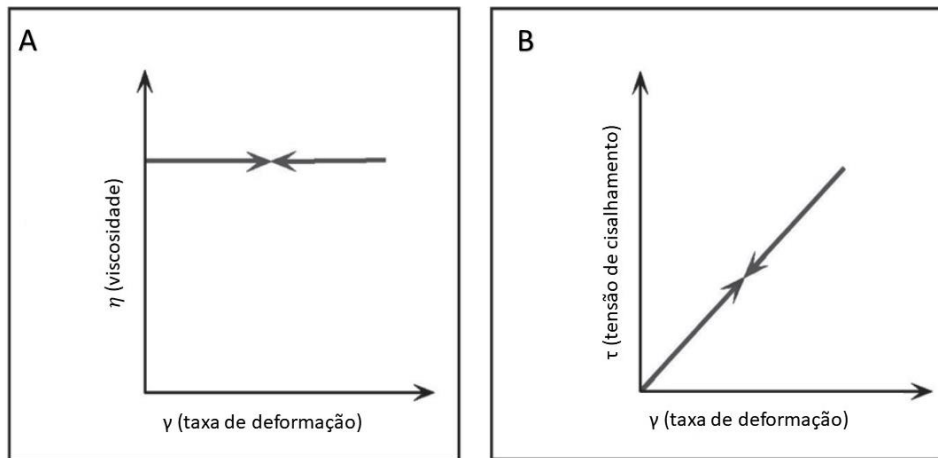 A
η (viscosidade)
γ (taxa de deformação)
B
τ (tensão de cisalhamento)
γ (taxa de deformação)